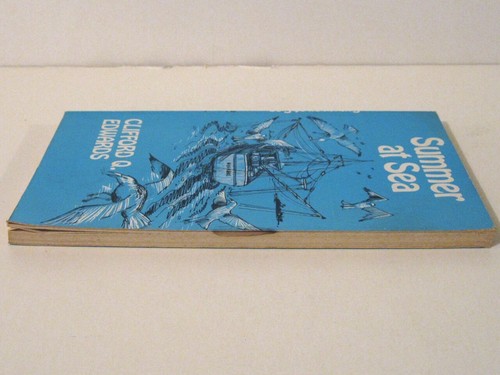 Summer
at Sea
CLIFFORD Q.
EDWARDS